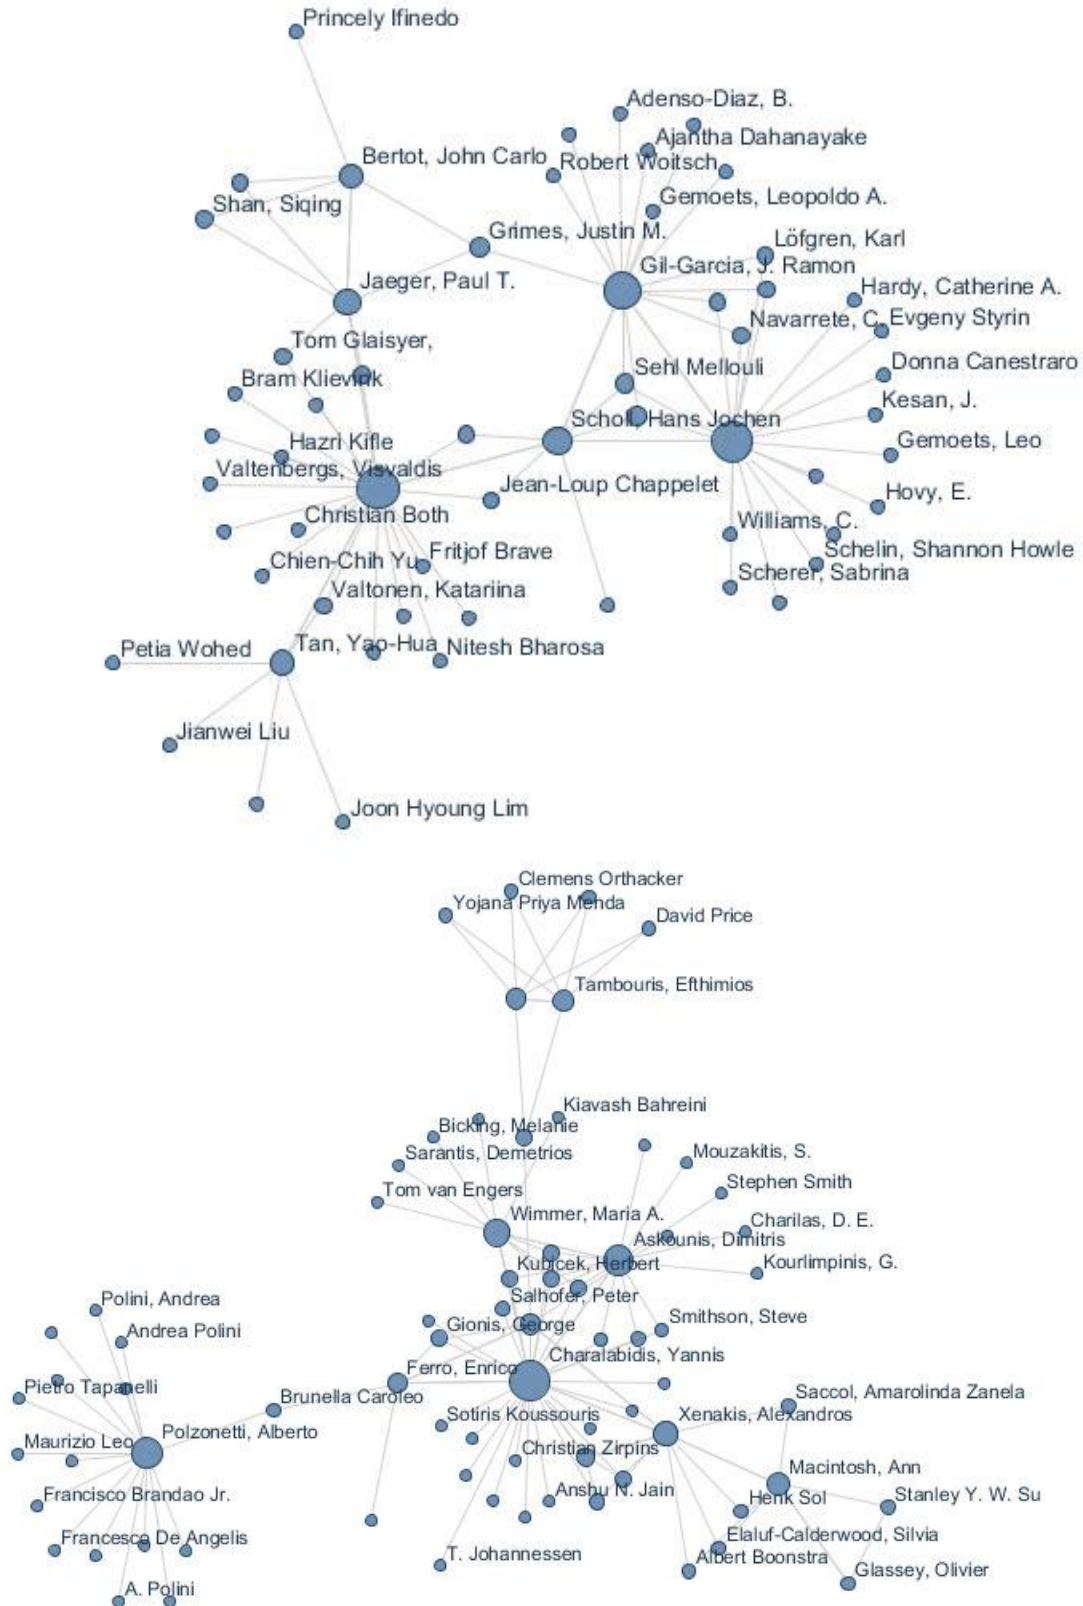 Princely Ifinedo
Adenso-Diaz, B.
Ajantha Dahanayake
Bertot, John Carlo
Robert Woitsch
Shan, Siqing
Gemoets, Leopoldo A.
Grimes, Justin M.
Löfgren, Karl
Gil-Garcia, J. Ramon
Jaeger, Paul T.
Hardy, Catherine A.
Navarrete, C.
Evgeny Styrin
Tom Glaisyer,
Sehl Mellouli
Donna Canestraro
Bram Klievink
Kesan, J.
Scholl, Hans Jochen
Hazri Kifle
Gemoets, Leo
Valtenbergs, Visvaldis
Jean-Loup Chappelet
Hovy, E.
Christian Both
Williams, C.
Fritjof Brave
Schelin, Shannon Howle
Chien-Chih Yu
Scherer, Sabrina
Valtonen, Katariina
Tan, Yao-Hua
Nitesh Bharosa
Petia Wohed
Jianwei Liu
Joon Hyoung Lim
Clemens Orthacker
Yojana Priya Menda
David Price
Tambouris, Efthimios
Kiavash Bahreini
Bicking, Melanie
Sarantis, Demetrios
Mouzakitis, S.
Stephen Smith
Tom van Engers
Wimmer, Maria A.
Charilas, D. E.
Askounis, Dimitris
Kubicek, Herbert
Kourlimpinis, G.
Salhofer, Peter
Polini, Andrea
Smithson, Steve
Gionis, George
Andrea Polini
Charalabidis, Yannis
Ferro, Enrico
Pietro Tapanelli
Brunella Caroleo
Saccol, Amarolinda Zanela
Sotiris Koussouris
Xenakis, Alexandros
Polzonetti, Alberto
Maurizio Leo
Christian Zirpins
Macintosh, Ann
Anshu N. Jain
Francisco Brandao Jr.
Henk Sol
Stanley Y. W. Su
Francesco De Angelis
Elaluf-Calderwood, Silvia
T. Johannessen
Albert Boonstra
Glassey, Olivier
A. Polini